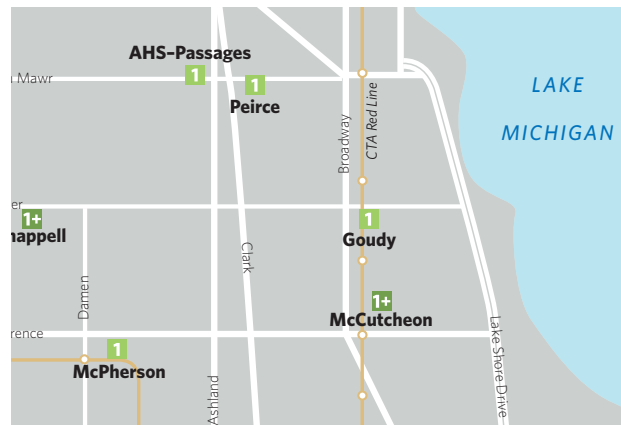 AHS–Passages
1
1
Peirce
Mawr
LAKE
MICHIGAN
Broadway
CTA Red Line
1+
1
Goudy
Clark
Damen
1+
McCutcheon
1
McPherson
Ashland
Lake Shore Drive